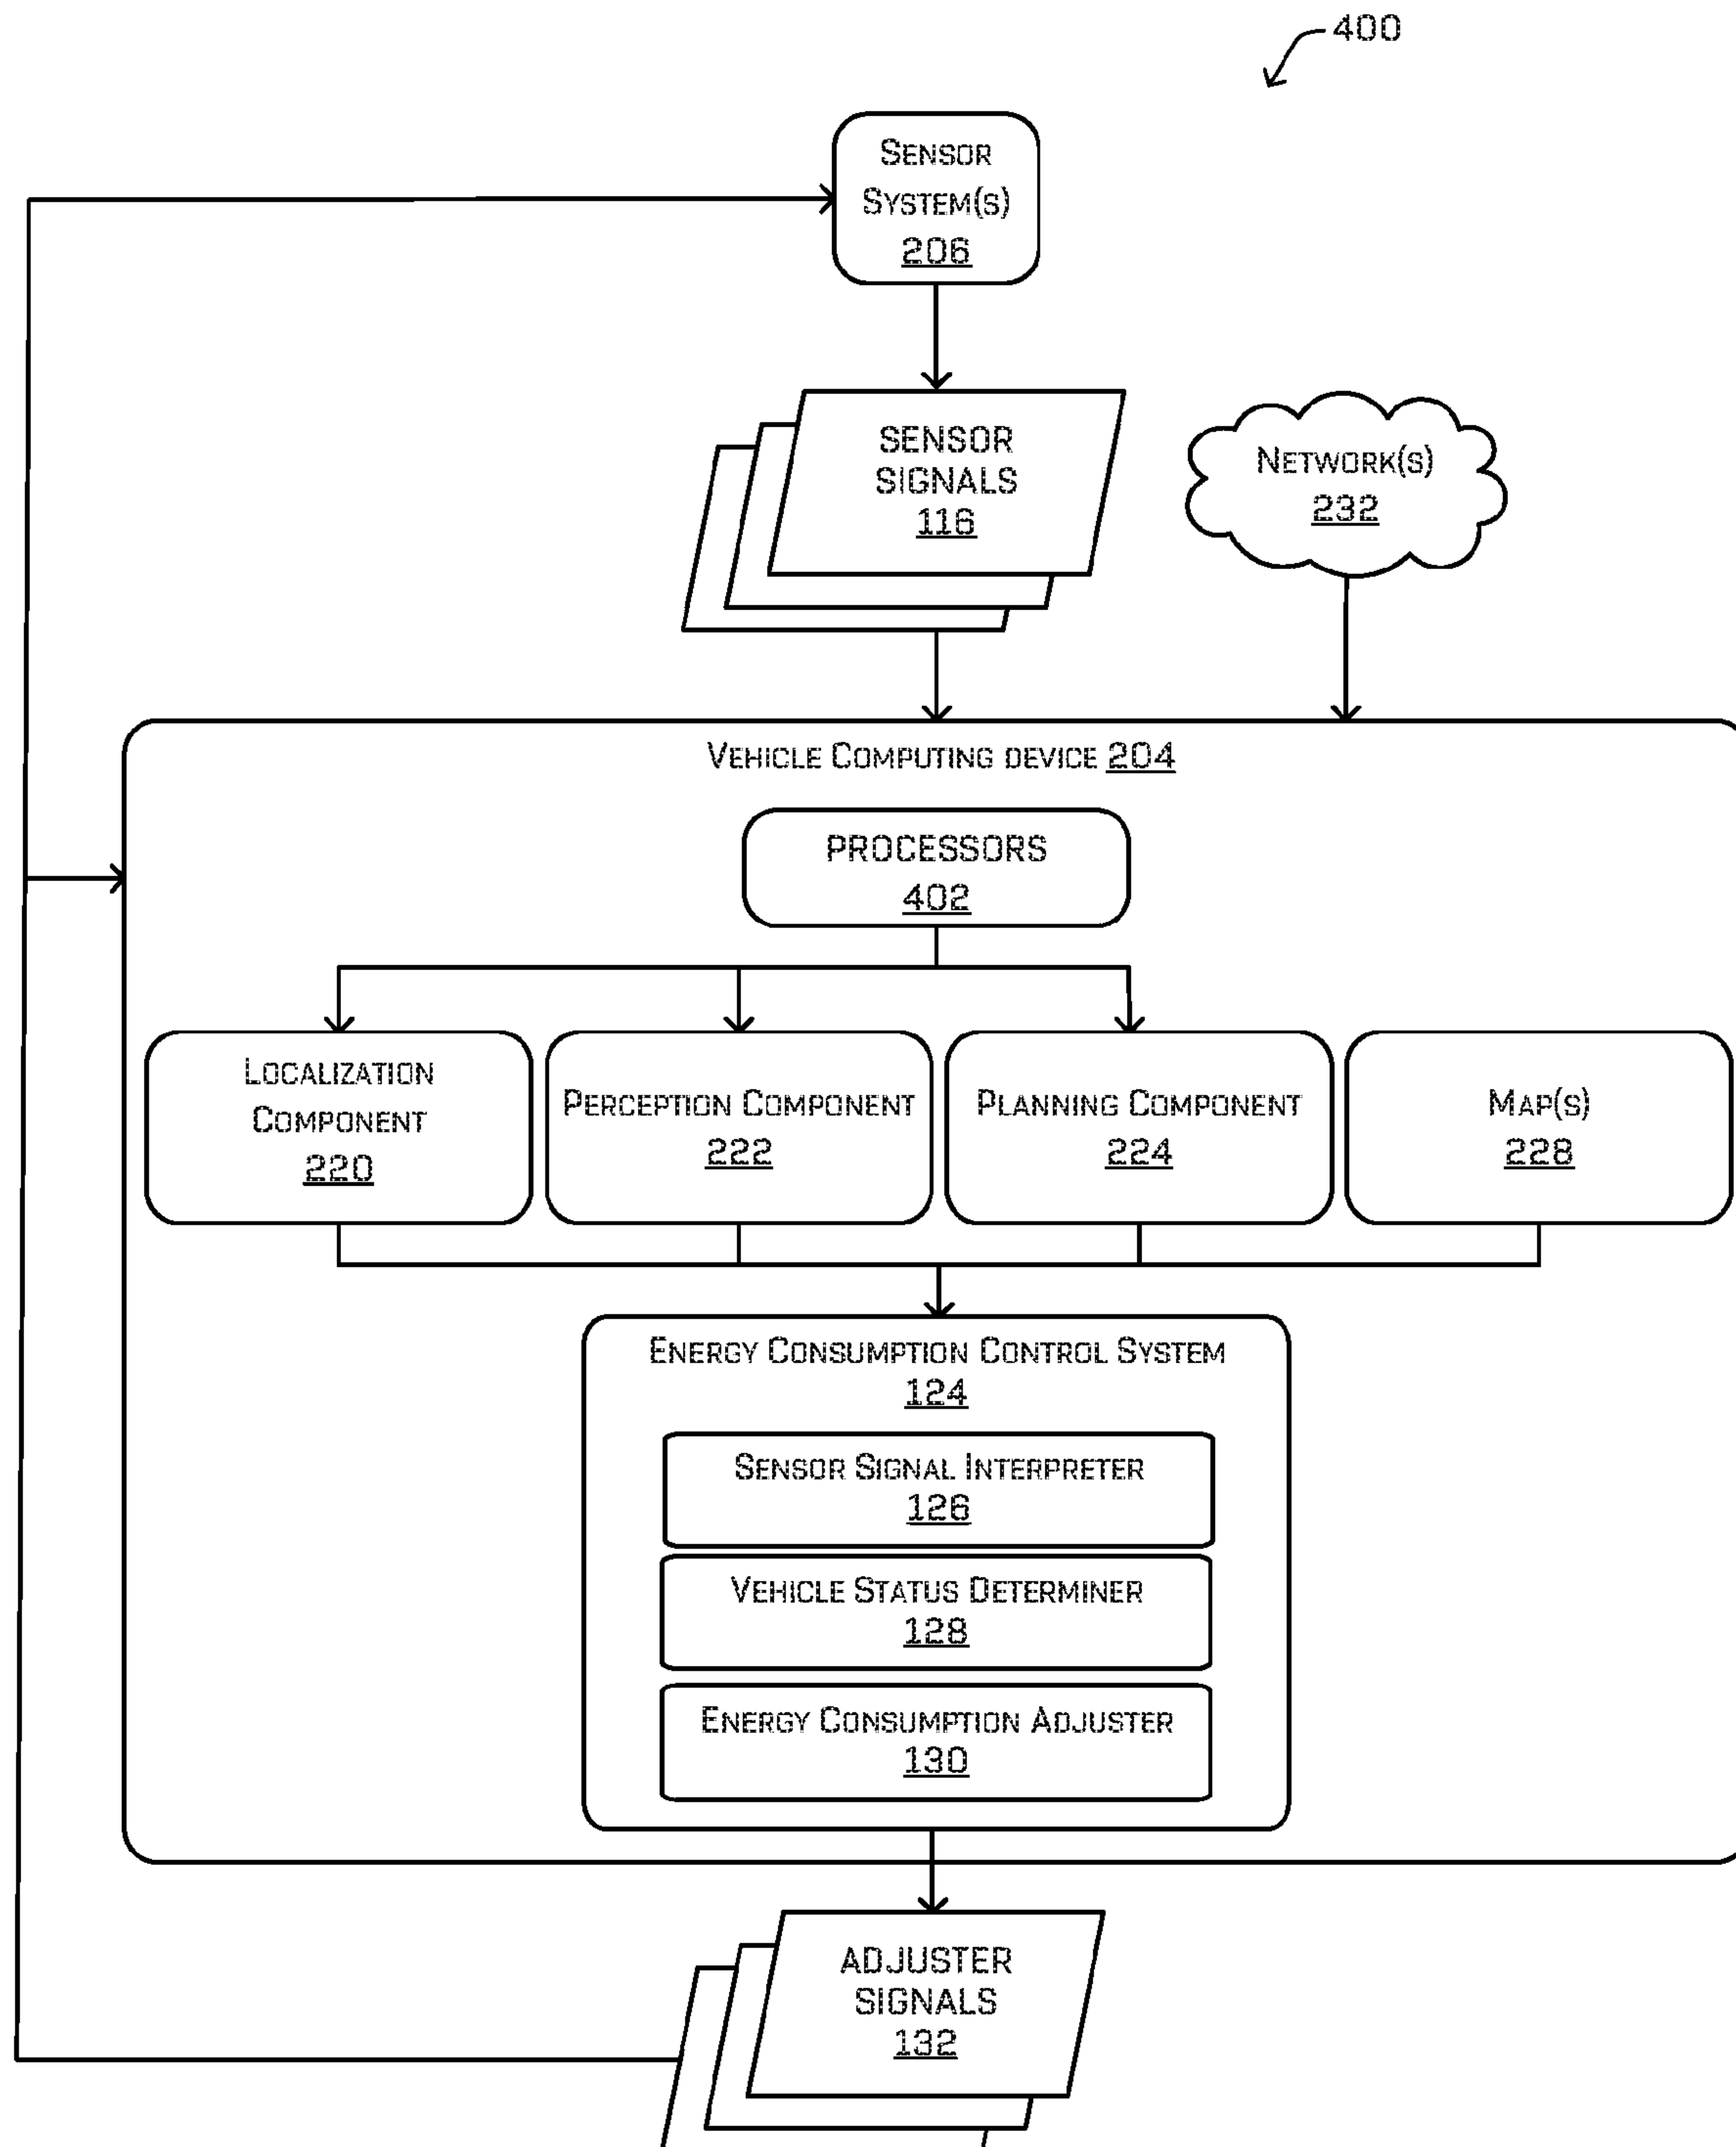 400
Sensor
System(s)
206
SENSOR
SIGNALS
116
Network(s)
232
Vehicle Computing device 204
PROCESSORS
402
Localization
Component
220
Perception Component
222
Planning Component
224
Map(s)
228
Energy Consumption Control System
124
Sensor Signal Interpreter
126
Vehicle Status Determiner
128
Energy Consumption Adjuster
130
ADJUSTER
SIGNALS
132